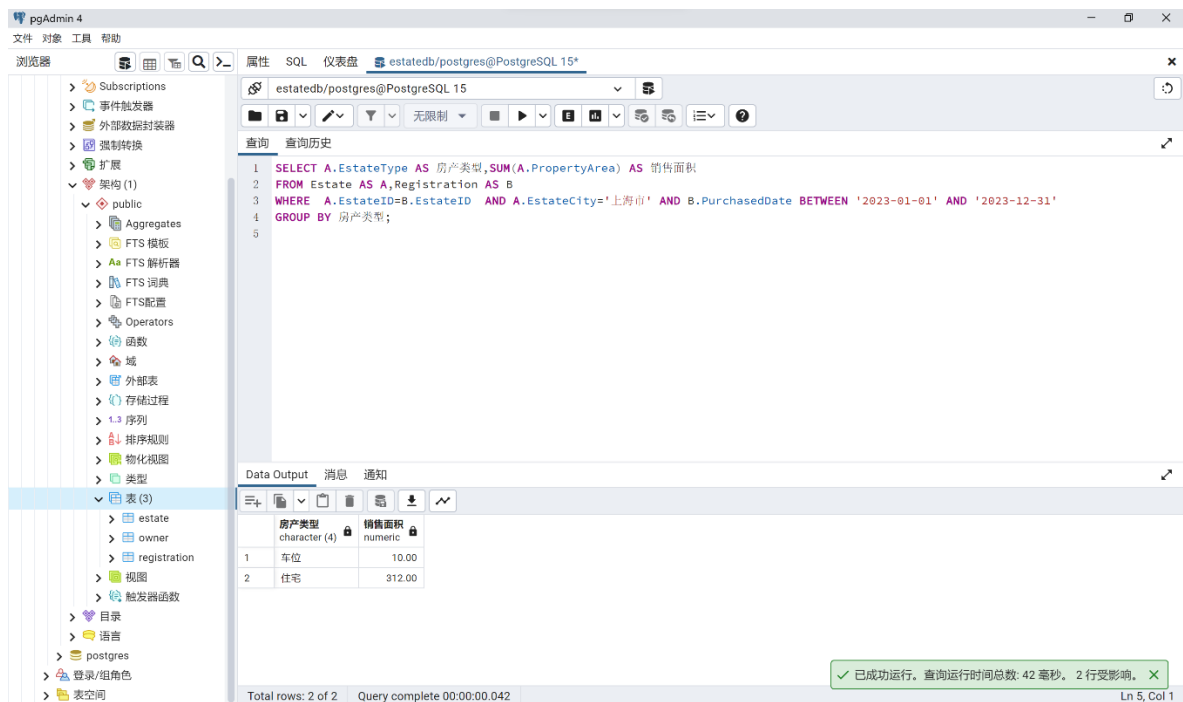 pgAdmin 4
文件 对象 工具 帮助
浏览器
属性 SQL 仪表盘 estatedb/postgres@PostgreSQL 15*
Subscriptions
事件触发器
外部数据封装器
强制转换
扩展
架构 (1)
public
Aggregates
FTS 模板
FTS 解析器
FTS 词典
FTS配置
Operators
函数
域
外部表
存储过程
1..3 序列
排序规则
物化视图
类型
表 (3)
estate
owner
registration
视图
触发器函数
目录
语言
postgres
登录/组角色
表空间
estatedb/postgres@PostgreSQL 15
无限制
查询 查询历史
1 SELECT A.EstateType AS 房产类型,SUM(A.PropertyArea) AS 销售面积
2 FROM Estate AS A,Registration AS B
3 WHERE  A.EstateID=B.EstateID  AND A.EstateCity='上海市' AND B.PurchasedDate BETWEEN '2023-01-01' AND '2023-12-31'
4 GROUP BY 房产类型;
5
Data Output 消息 通知
房产类型 销售面积
character (4) numeric
1 车位 10.00
2 住宅 312.00
已成功运行。查询运行时间总数: 42 毫秒。 2 行受影响。
Total rows: 2 of 2 Query complete 00:00:00.042 Ln 5, Col 1